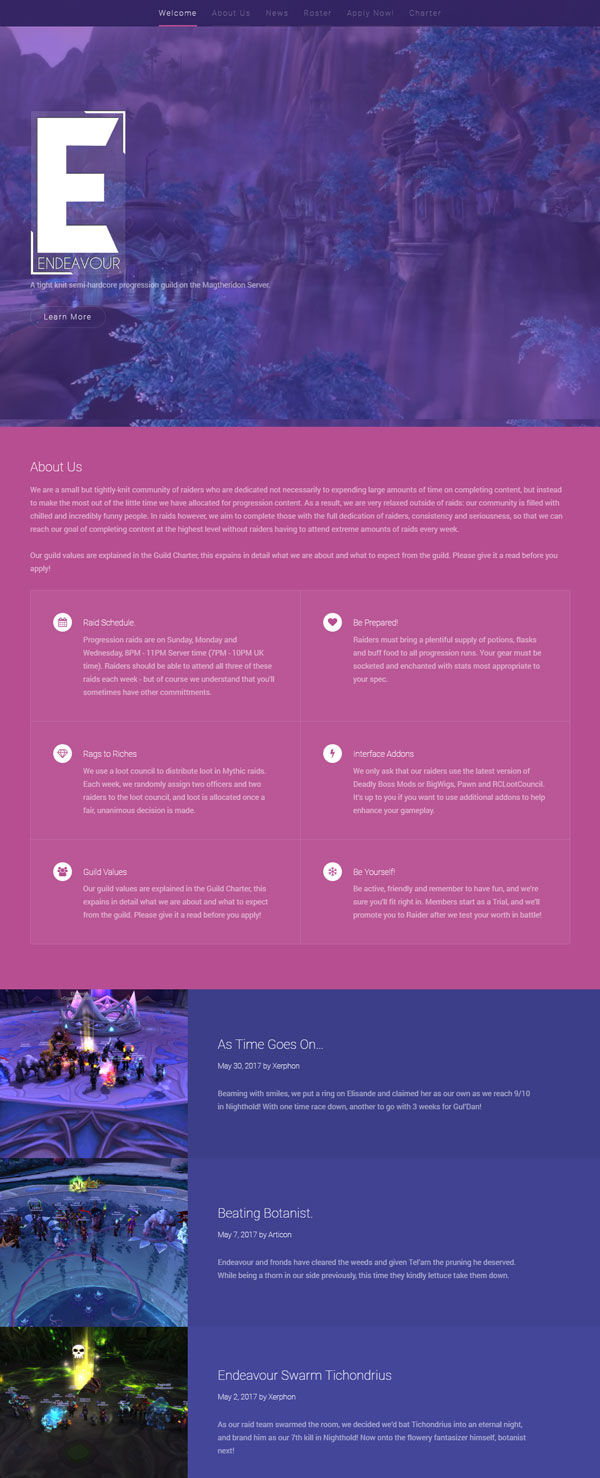 Welcome About Us News Roster Apply Now! Charter
E
ENDEAVOUR
A tight knit semi-hardcore progression guild on the Magtheridon Server.
Learn More
About Us
We are a small but tightly-knit community of raiders who are dedicated not necessarily to expending large amounts of time on completing content, but instead
to make the most out of the little time we have allocated for progression content. As a result, we are very relaxed outside of raids: our community is filled with
chilled and incredibly funny people. In raids however, we aim to complete those with the full dedication of raiders, consistency and seriousness, so that we can
reach our goal of completing content at the highest level without raiders having to attend extreme amounts of raids every week.
Our guild values are explained in the Guild Charter, this expains in detail what we are about and what to expect from the guild. Please give it a read before you
apply!
Raid Schedule.
Progression raids are on Sunday, Monday and
Wednesday, 8PM - 11PM Server time (7PM - 10PM UK
time). Raiders should be able to attend all three of these
raids each week - but of course we understand that you'll
sometimes have other committments.
Be Prepared!
Raiders must bring a plentiful supply of potions, flasks
and buff food to all progression runs. Your gear must be
socketed and enchanted with stats most appropriate to
your spec.
Rags to Riches
We use a loot council to distribute loot in Mythic raids.
Each week, we randomly assign two officers and two
raiders to the loot council, and loot is allocated once a
fair, unanimous decision is made.
Interface Addons
We only ask that our raiders use the latest version of
Deadly Boss Mods or BigWigs, Pawn and RCLootCouncil.
It's up to you if you want to use additional addons to help
enhance your gameplay.
Guild Values
Our guild values are explained in the Guild Charter, this
expains in detail what we are about and what to expect
from the guild. Please give it a read before you apply!
Be Yourself!
Be active, friendly and remember to have fun, and we're
sure you'll fit right in. Members start as a Trial, and we'll
promote you to Raider after we test your worth in battle!
As Time Goes On...
May 30, 2017 by Xerphon
Beaming with smiles, we put a ring on Elisande and claimed her as our own as we reach 9/10
in Nighthold! With one time race down, another to go with 3 weeks for Gul'Dan!
Beating Botanist.
May 7, 2017 by Articon
Endeavour and fronds have cleared the weeds and given Tel'arn the pruning he deserved.
While being a thorn in our side previously, this time they kindly lettuce take them down.
Endeavour Swarm Tichondrius
May 2, 2017 by Xerphon
As our raid team swarmed the room, we decided we'd bat Tichondrius into an eternal night,
and brand him as our 7th kill in Nighthold! Now onto the flowery fantasizer himself, botanist
next!